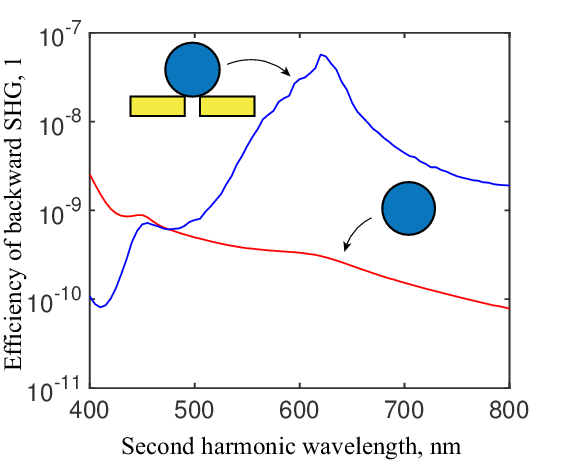 Efficiency of backward SHG, 1
10-7
10-8
10-9
10-10
10-11
400 500 600 700 800
Second harmonic wavelength, nm